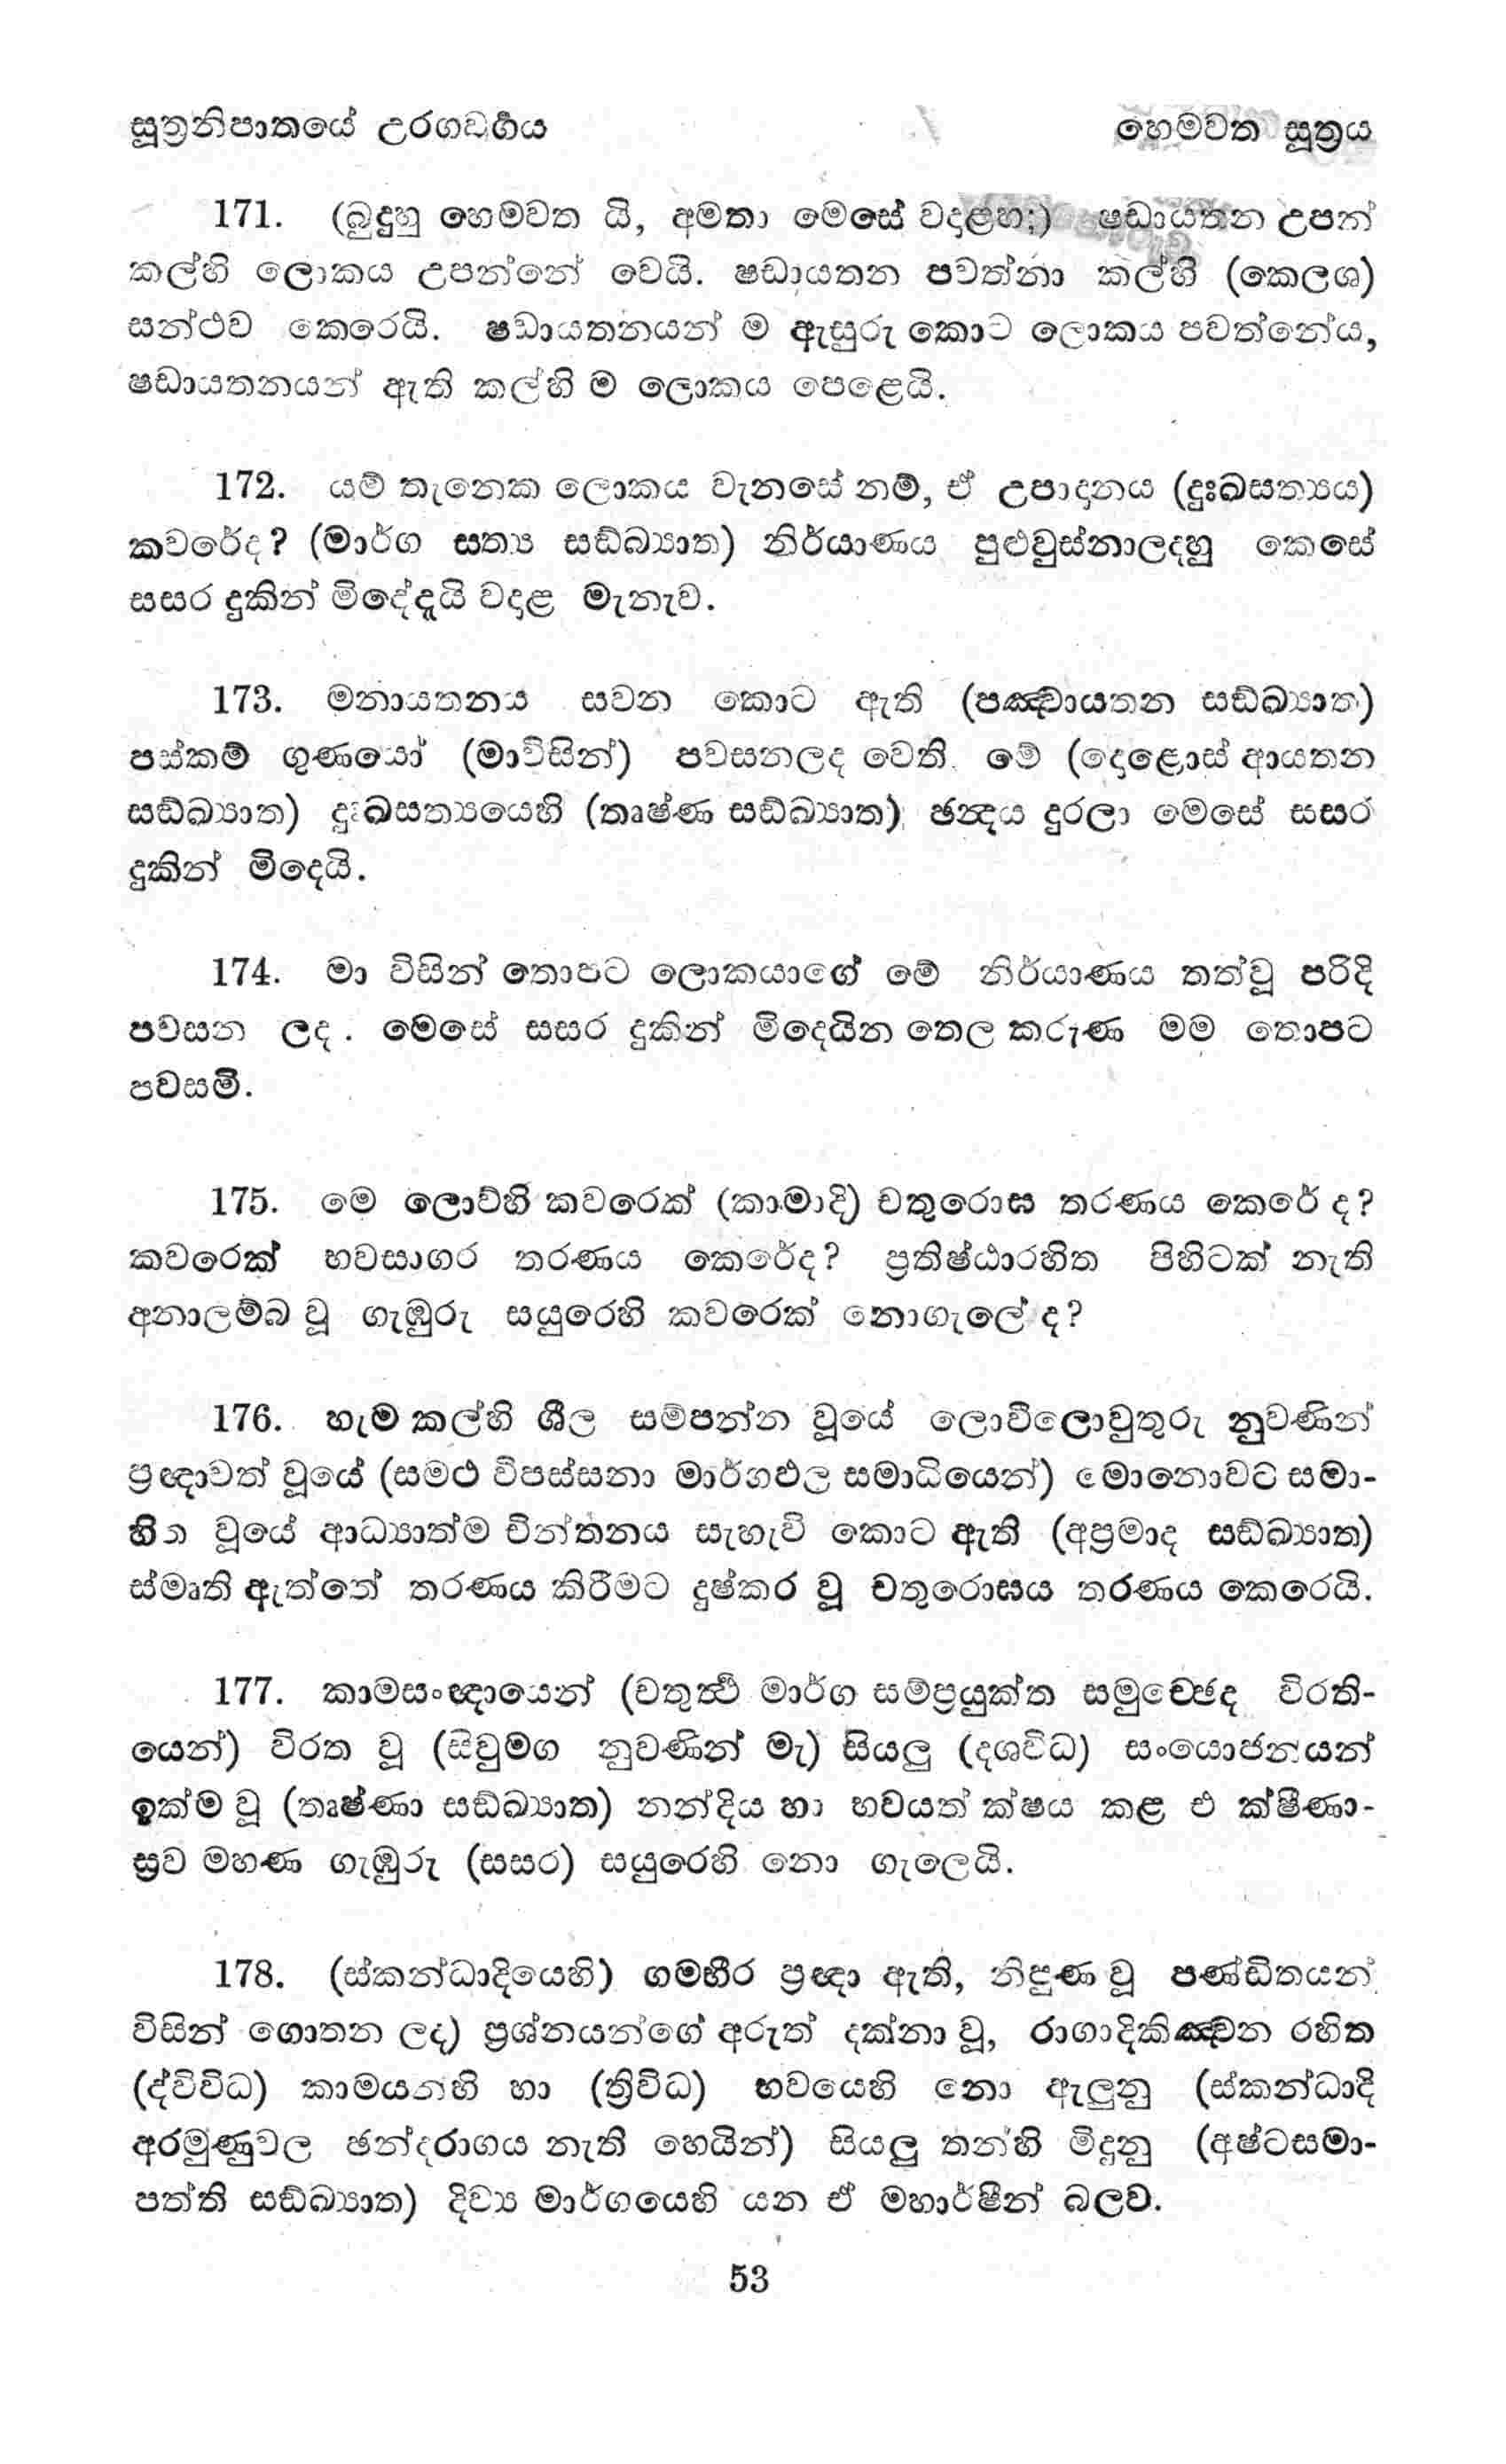 සූත්‍රනිපාතයේ උරගවර්‍ගය හෙමවත සූත්‍රය
171. (බුදුහු හෙමවත යි, අමතා මෙසේ වදාළහ;) ෂඩායතන උපන්
කල්හි ලොකය උපන්නේ වෙයි. ෂඩායතන පවත්නා කල්හි (කෙලශ)
සන්ථව කෙරෙයි. ෂඩායතනයන් ම ඇසුරු කොට ලොකය පවත්නේය,
ෂඩායතනයන් ඇති කල්හි ම ලොකය පෙළෙයි.
172. යම් තැනෙක ලොකය වැනසේ නම්, ඒ උපාදානය (දුඃඛසත්‍යය)
කවරේද? (මාර්ග සත්‍ය සඞ්ඛ්‍යාත) නිර්යාණය පුළුවුස්නාලදහු කෙසේ
සසර දුකින් මිදේදැයි වදාළ මැනැව.
173. මනායතනය සවන කොට ඇති (පඤ්චායතන සඞ්ඛ්‍යාත)
පස්කම් ගුණයෝ (මාවිසින්) පවසනලද වෙති. මේ (දොළොස් ආයතන
සඞ්ඛ්‍යාත) දුඃඛසත්‍යයෙහි (තෘෂ්ණ සඞ්ඛ්‍යාත) ඡන්‍දය දුරලා මෙසේ සසර
දුකින් මිදෙයි.
174. මා විසින් තොපට ලොකයාගේ මේ නිර්යාණය තත්වූ පරිදි
පවසන ලද. මෙසේ සසර දුකින් මිදෙයින තෙල කරුණ මම තොපට
පවසමි.
175. මෙ ලොව්හි කවරෙක් (කාමාදි) චතුරොඝ තරණය කෙරේ ද?
කවරෙක් භවසාගර තරණය කෙරේද? ප්‍රතිෂ්ඨාරහිත පිහිටක් නැති
අනාලම්බ වූ ගැඹුරු සයුරෙහි කවරෙක් නොගැලේ ද?
176. හැම කල්හි ශීල සම්පන්න වූයේ ලොව්ලොවුතුරු නුවණින්
ප්‍රඥාවත් වූයේ (සමථ විපස්සනා මාර්ගඵල සමාධියෙන්) මොනොවට සමා-
හිත වූයේ ආධ්‍යාත්ම චින්තනය සැහැවි කොට ඇති (අප්‍රමාද සඞ්ඛ්‍යාත)
ස්මෘති ඇත්තේ තරණය කිරීමට දුෂ්කර වූ චතුරොඝය තරණය කෙරෙයි.
177. කාමසංඥායෙන් (චතුර්‍ත්‍ථ මාර්ග සම්ප්‍රයුක්ත සමුච්ඡේද විරති-
යෙන්) විරත වූ (සිවුමග නුවණින් මැ) සියලු (දශවිධ) සංයොජනයන්
ඉක්ම වූ (තෘෂ්ණා සඞ්ඛ්‍යාත) නන්දිය හා භවයත් ක්ෂය කළ එ ක්ෂීණා-
ස්‍රව මහණ ගැඹුරු (සසර) සයුරෙහි නො ගැලෙයි.
178. (ස්කන්ධාදියෙහි) ගම්භීර ප්‍රඥා ඇති, නිපුණ වූ පණ්ඩිතයන්
විසින් ගොතන ලද) ප්‍රශ්නයන්ගේ අරුත් දක්නා වූ, රාගාදිකිඤ්චන රහිත
(ද්විවිධ) කාමයන්හි හා (ත්‍රිවිධ) භවයෙහි නො ඇලුනු (ස්කන්ධාදි
අරමුණුවල ඡන්දරාගය නැති හෙයින්) සියලු තන්හි මිදුනු (අෂ්ටසමා-
පත්ති සඞ්ඛ්‍යාත) දිව්‍ය මාර්ගයෙහි යන ඒ මහාර්ෂීන් බලව.
53